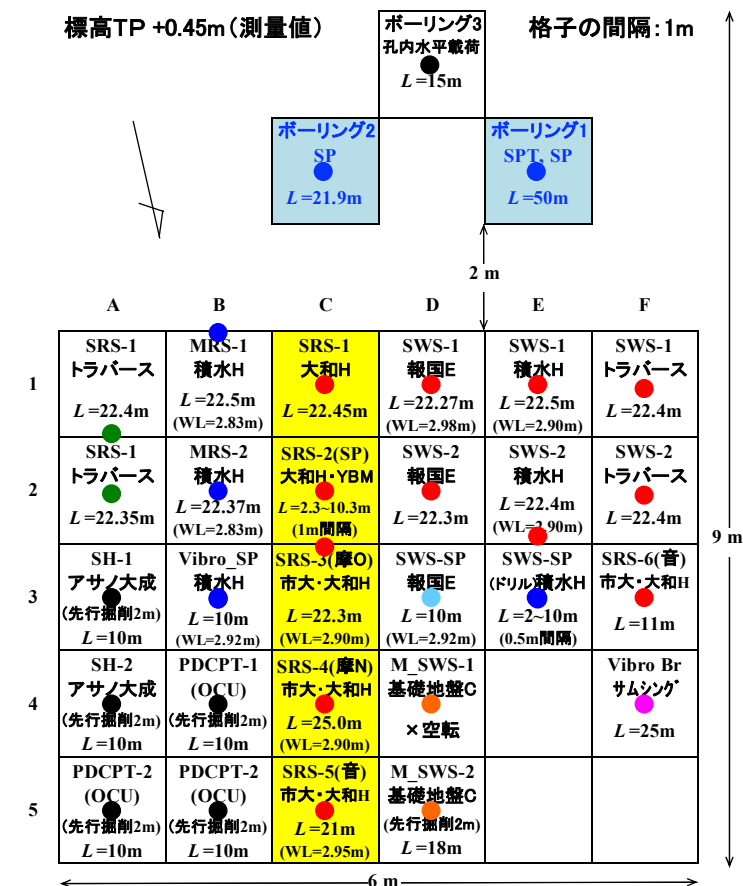 標高TP +0.45m（測量値）
ボーリング3
孔内水平載荷
L =15m
格子の間隔：1m
ボーリング2
SP
L =21.9m
ボーリング1
SPT, SP
L =50m
2 m
9 m
A B C D E F
1
SRS-1
トラバース
L =22.4m
MRS-1
積水H
L =22.5m
(WL=2.83m)
SRS-1
大和H
L =22.45m
SWS-1
報国E
L =22.27m
(WL=2.98m)
SWS-1
積水H
L =22.5m
(WL=2.90m)
SWS-1
トラバース
L =22.4m
2
SRS-1
トラバース
L =22.35m
MRS-2
積水H
L =22.37m
(WL=2.83m)
SRS-2(SP)
大和H・YBM
L =2.3~10.3m
(1m間隔)
SWS-2
報国E
L =22.3m
SWS-2
積水H
L =22.4m
(WL=2.90m)
SWS-2
トラバース
L =22.4m
3
SH-1
アサノ大成
(先行掘削2m)
L =10m
Vibro_SP
積水H
L =10m
(WL=2.92m)
SRS-3(摩O)
市大・大和H
L =22.3m
(WL=2.90m)
SWS-SP
報国E
L =10m
(WL=2.92m)
SWS-SP
(ドリル)積水H
L =2~10m
(0.5m間隔)
SRS-6(音)
市大・大和H
L =11m
4
SH-2
アサノ大成
(先行掘削2m)
L =10m
PDCPT-1
(OCU)
(先行掘削2m)
L =10m
SRS-4(摩N)
市大・大和H
L =25.0m
(WL=2.90m)
M_SWS-1
基礎地盤C
×空転
Vibro Br
サムシング
L =25m
5
PDCPT-2
(OCU)
(先行掘削2m)
L =10m
PDCPT-2
(OCU)
(先行掘削2m)
L =10m
SRS-5(音)
市大・大和H
L =21m
(WL=2.95m)
M_SWS-2
基礎地盤C
(先行掘削2m)
L =18m
6 m